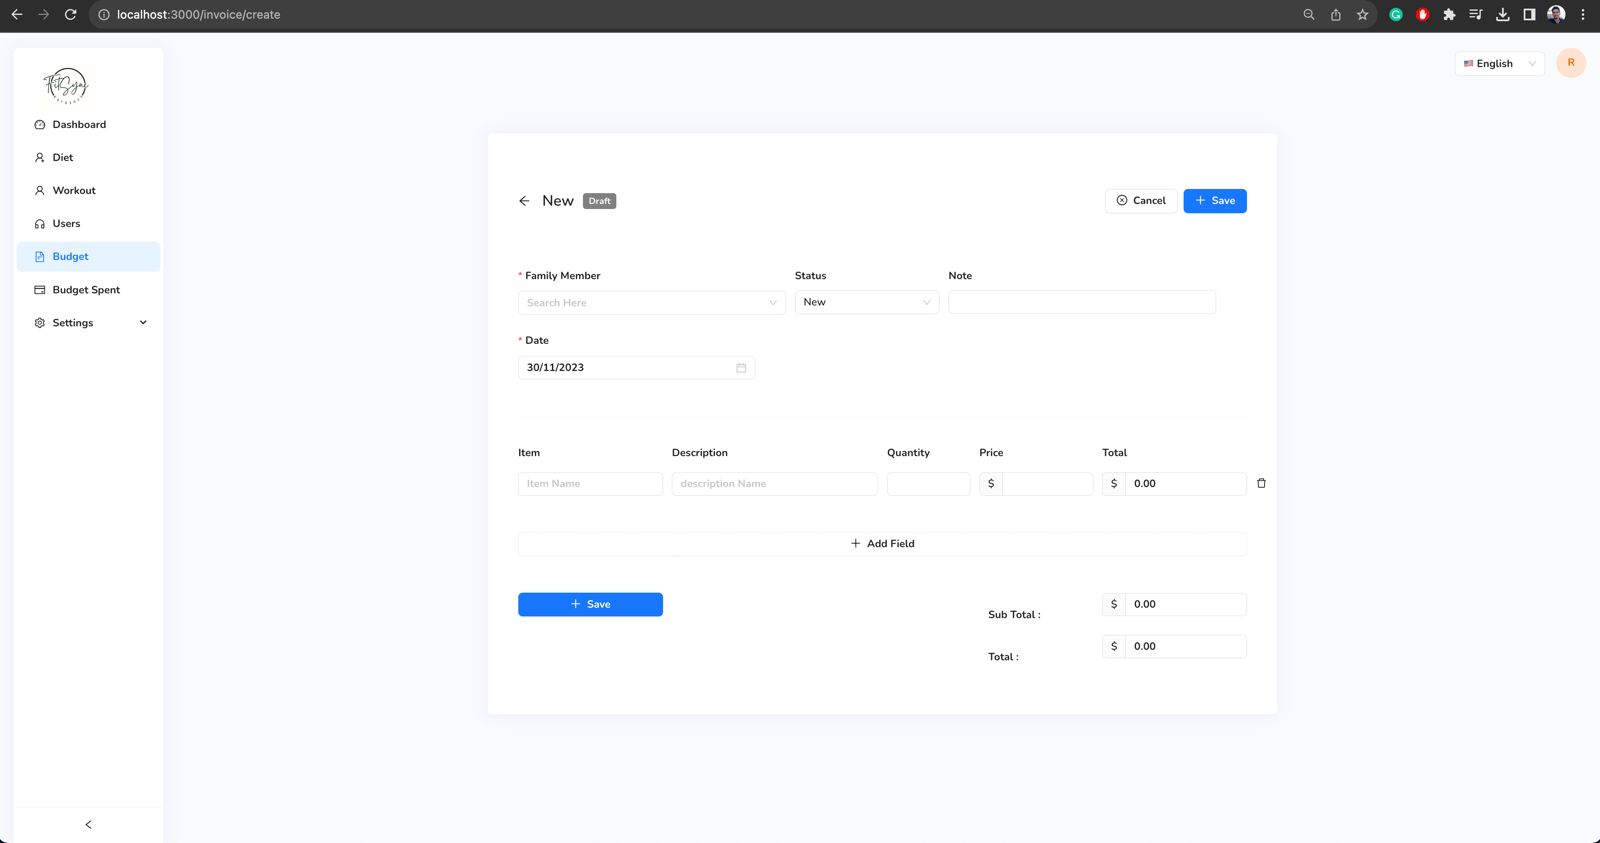 localhost:3000/invoice/create
English
R
FitSync
Dashboard
Diet
Workout
Users
Budget
Budget Spent
Settings
New Draft
Cancel
+ Save
* Family Member
Status
Note
Search Here
New
* Date
30/11/2023
Item
Description
Quantity
Price
Total
Item Name
description Name
$
$ 0.00
+ Add Field
+ Save
Sub Total :
$ 0.00
Total :
$ 0.00